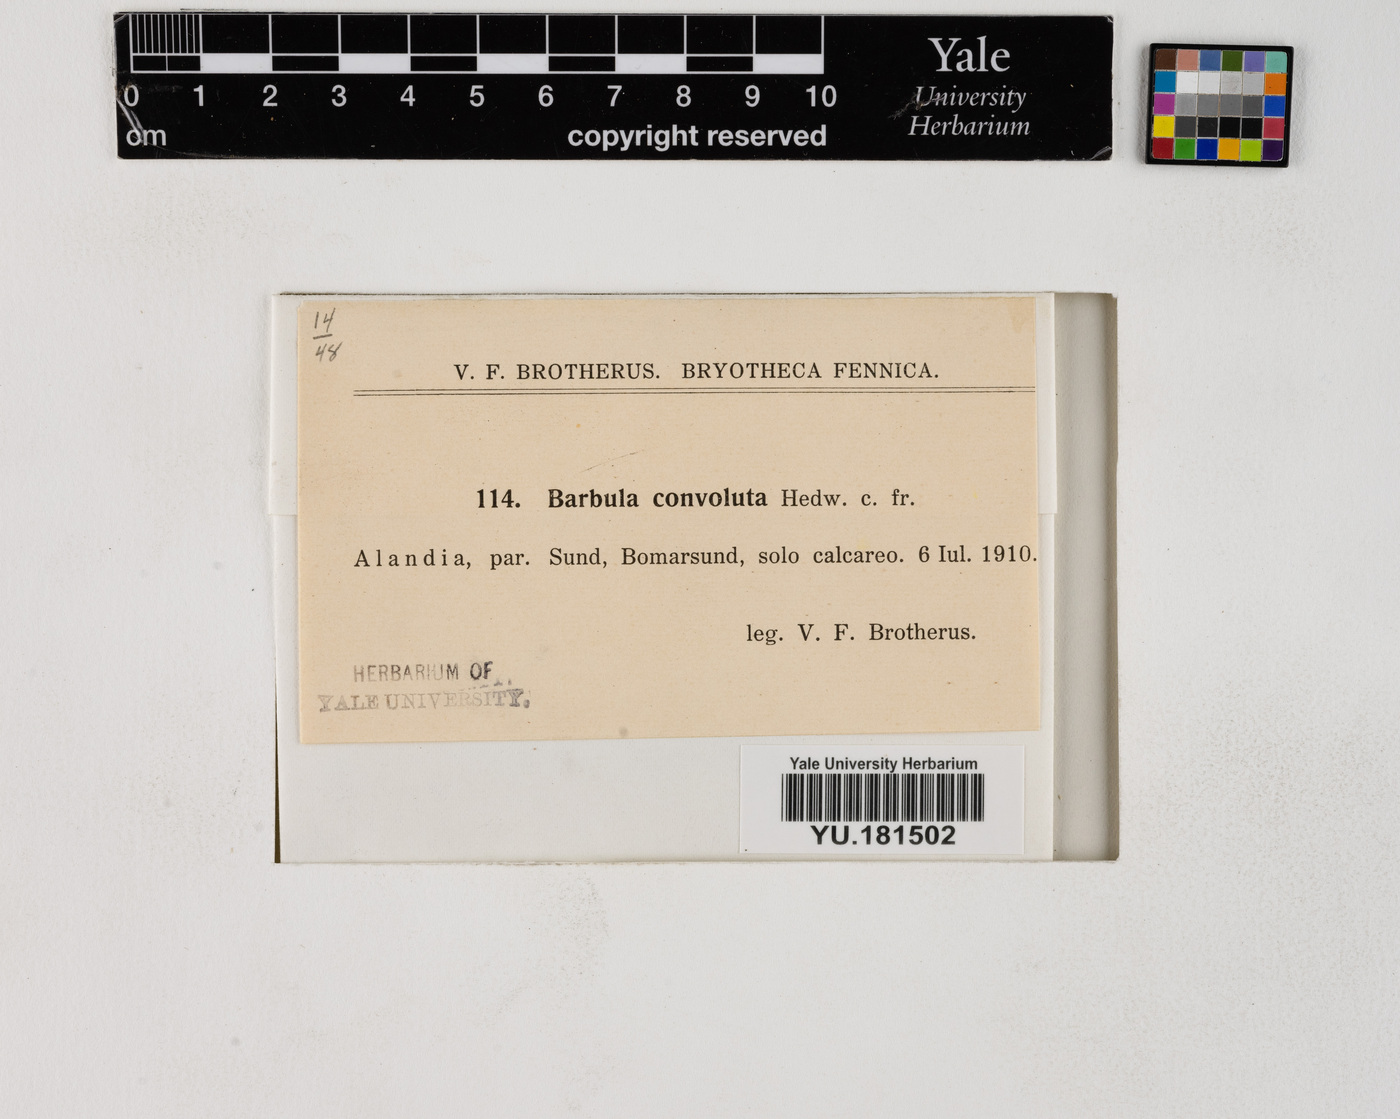 0 1 2 3 4 5 6 7 8 9 10
cm copyright reserved
Yale
University
Herbarium
14
48
V. F. BROTHERUS. BRYOTHECA FENNICA.
114. Barbula convoluta Hedw. c. fr.
Alandia, par. Sund, Bomarsund, solo calcareo. 6 Iul. 1910.
leg. V. F. Brotherus.
HERBARIUM OF
YALE UNIVERSITY.
Yale University Herbarium
YU.181502